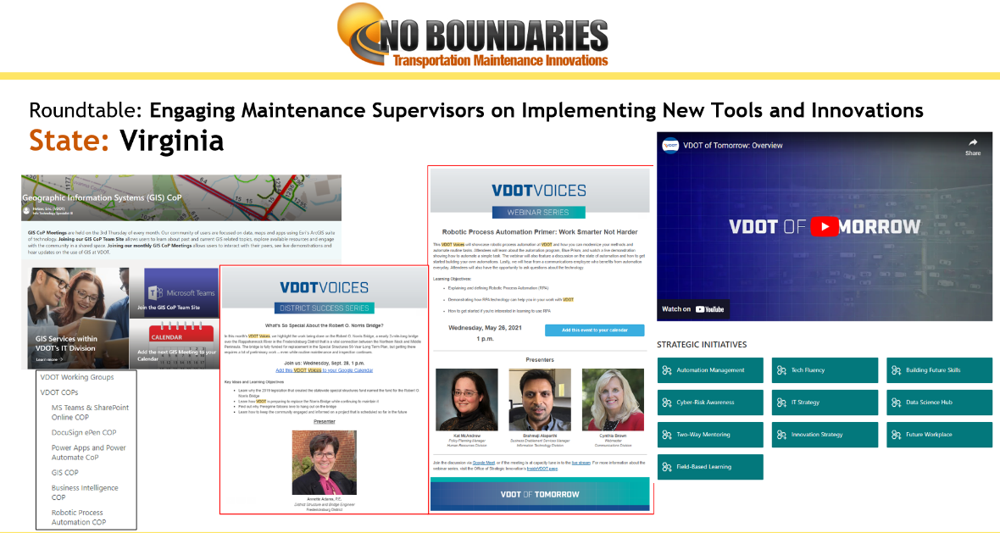 NO BOUNDARIES
Transportation Maintenance Innovations
Roundtable: Engaging Maintenance Supervisors on Implementing New Tools and Innovations
State: Virginia
Geographic Information Systems (GIS) CoP
GIS CoP Meetings are held on the 3rd Thursday of every month. Our community of users are focused on data, maps and apps using Esri's ArcGIS suite
of technology. Joining our GIS CoP Team Site allows users to learn about past and current GIS related topics, explore available resources and engage
with the community in a shared space. Joining our monthly GIS CoP Meetings allows users to interact with their peers, see live demonstrations and
hear updates on the use of GIS at VDOT.
GIS Services within
VDOT's IT Division
Learn more
Microsoft Teams
Join the GIS CoP Team Site
CALENDAR
Add the next GIS Meeting to your
Calendar
VDOT Working Groups
VDOT COPs
MS Teams & SharePoint
Online COP
DocuSign ePen COP
Power Apps and Power
Automate CoP
GIS COP
Business Intelligence
COP
Robotic Process
Automation COP
VDOTVOICES
DISTRICT SUCCESS SERIES
What's So Special About the Robert O. Norris Bridge?
In this month's VDOT Voices, we highlight the work being done on the Robert O. Norris Bridge, a nearly 2-mile-long bridge
over the Rappahannock River in the Fredericksburg District that is a vital connection between the Northern Neck and Middle
Peninsula. The bridge is fully funded for replacement in the Special Structures 50-Year Long Term Plan, but getting there
requires a lot of preliminary work ... even while routine maintenance and inspection continues.
Join us: Wednesday, Sept. 28, 1 p.m.
Add this VDOT Voices to your Google Calendar
Key Ideas and Learning Objectives
Learn why the 2019 legislation that created the statewide special structures fund named the fund for the Robert O.
Norris Bridge
Learn how VDOT is preparing to replace the Norris Bridge while continuing to maintain it
Find out why Peregrine falcons love to hang out on the bridge
Learn how to keep the community engaged and informed on a project that is scheduled so far in the future
Presenter
Annette Adams, P.E.
District Structure and Bridge Engineer
Fredericksburg District
VDOTVOICES
WEBINAR SERIES
Robotic Process Automation Primer: Work Smarter Not Harder
This VDOT Voices will showcase robotic process automation at VDOT and how you can modernize your methods and
automate routine tasks. Attendees will learn about the automation program, Blue Prism, and watch a live demonstration
showing how to automate a simple task. The webinar will also feature a discussion on the state of automation and how to get
started building your own automations. Lastly, we will hear from a communications employee who benefits from automation
everyday. Attendees will also have the opportunity to ask questions about the technology.
Learning Objectives:
Explaining and defining Robotic Process Automation (RPA)
Demonstrating how RPA technology can help you in your work with VDOT
How to get started if you're interested in learning to use RPA
Wednesday, May 26, 2021
1 p.m.
Add this event to your calendar
Presenters
Kat McAndrew
Policy Planning Manager
Human Resources Division
Brahmaji Alaparthi
Business Enablement Services Manager
Information Technology Division
Cynthia Brown
Webmaster
Communications Division
Join the discussion via Google Meet, or if the meeting is at capacity tune in to the live stream. For more information about the
webinar series, visit the Office of Strategic Innovation's InsideVDOT page.
VDOT OF TOMORROW
VDOT of Tomorrow: Overview
Share
VDOT OF MORROW
Watch on YouTube
STRATEGIC INITIATIVES
Automation Management
Tech Fluency
Building Future Skills
Cyber-Risk Awareness
IT Strategy
Data Science Hub
Two-Way Mentoring
Innovation Strategy
Future Workplace
Field-Based Learning